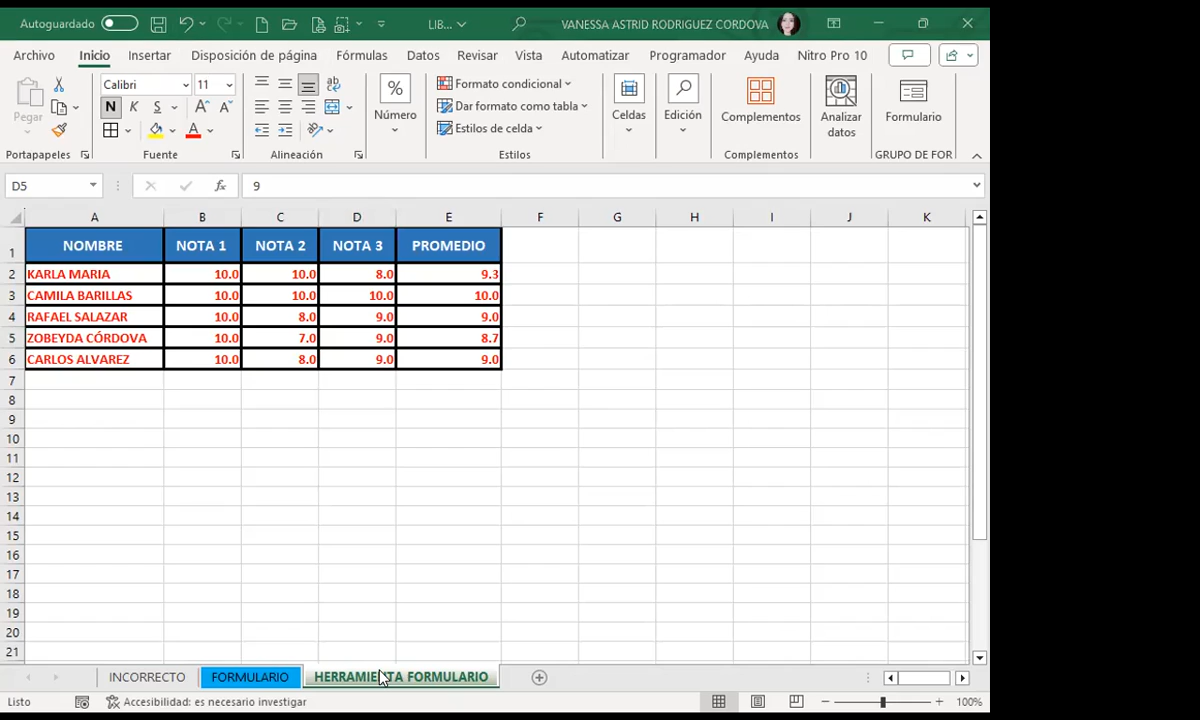 Autoguardado LIB... VANESSA ASTRID RODRIGUEZ CORDOVA
Archivo Inicio Insertar Disposición de página Fórmulas Datos Revisar Vista Automatizar Programador Ayuda Nitro Pro 10
Pegar
Portapapeles
Calibri 11
N K S
Fuente
Alineación
%
Número
Formato condicional
Dar formato como tabla
Estilos de celda
Estilos
Celdas
Edición
Complementos
Complementos
Analizar
datos
Formulario
GRUPO DE FOR
D5 fx 9
A B C D E F G H I J K
1 NOMBRE NOTA 1 NOTA 2 NOTA 3 PROMEDIO
2 KARLA MARIA 10.0 10.0 8.0 9.3
3 CAMILA BARILLAS 10.0 10.0 10.0 10.0
4 RAFAEL SALAZAR 10.0 8.0 9.0 9.0
5 ZOBEYDA CÓRDOVA 10.0 7.0 9.0 8.7
6 CARLOS ALVAREZ 10.0 8.0 9.0 9.0
7
8
9
10
11
12
13
14
15
16
17
18
19
20
21
INCORRECTO FORMULARIO HERRAMIENTA FORMULARIO
Listo Accesibilidad: es necesario investigar 100%